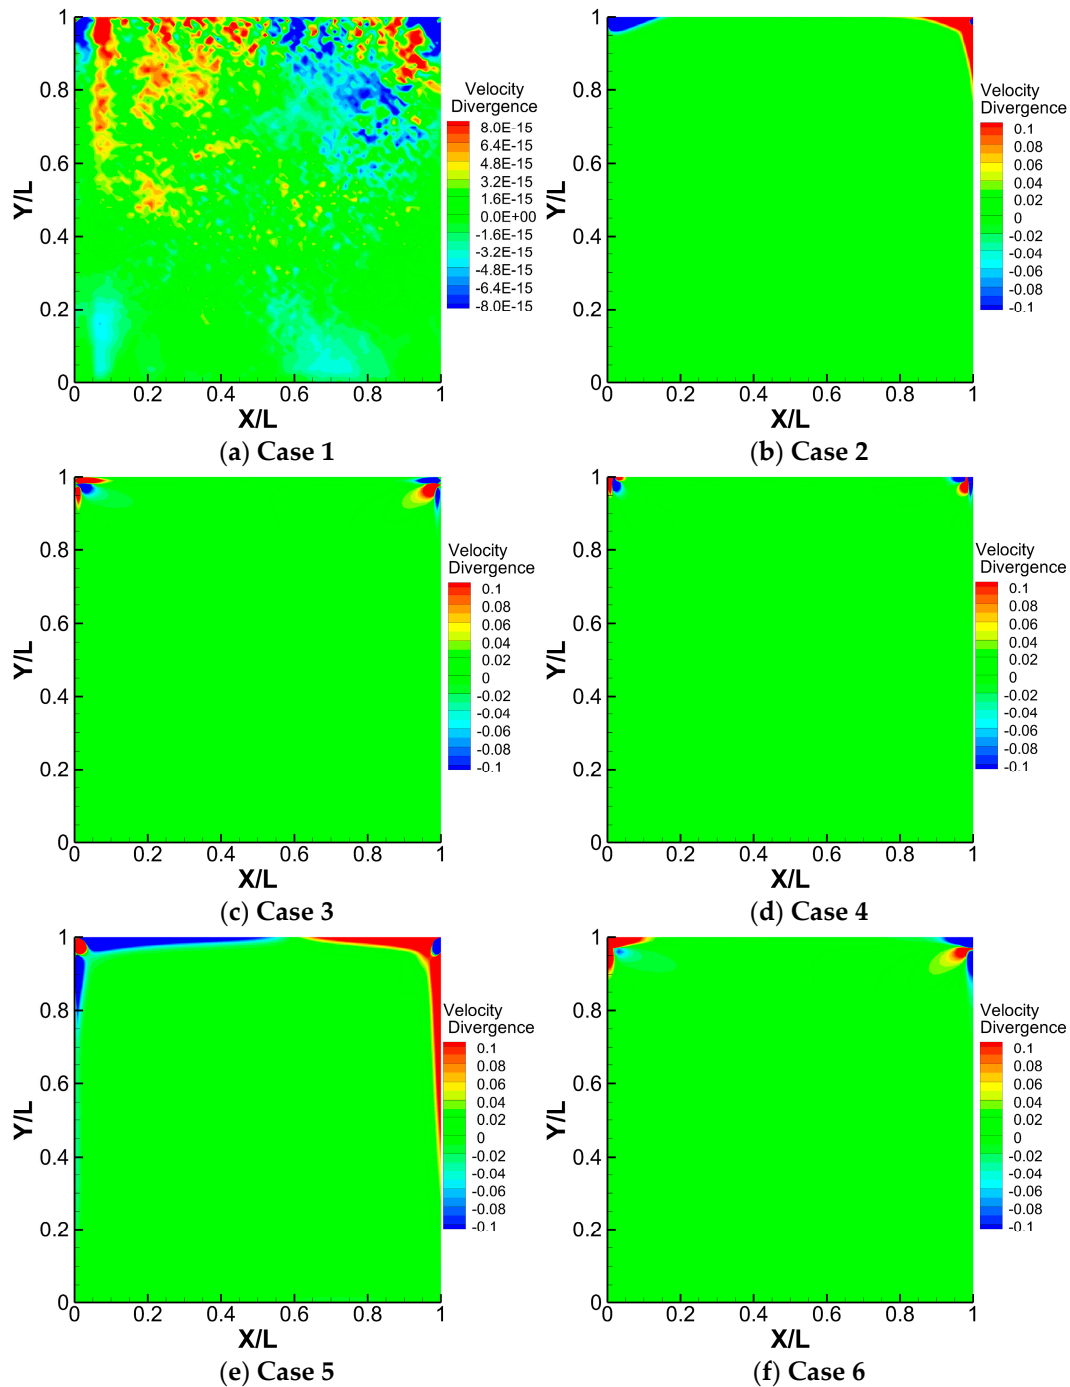 1
0.8
0.6
0.4
0.2
0
Y/L
0 0.2 0.4 0.6 0.8 1
X/L
Velocity
Divergence
8.0E-15
6.4E-15
4.8E-15
3.2E-15
1.6E-15
0.0E+00
-1.6E-15
-3.2E-15
-4.8E-15
-6.4E-15
-8.0E-15
(a) Case 1
1
0.8
0.6
0.4
0.2
0
Y/L
0 0.2 0.4 0.6 0.8 1
X/L
Velocity
Divergence
0.1
0.08
0.06
0.04
0.02
0
-0.02
-0.04
-0.06
-0.08
-0.1
(b) Case 2
1
0.8
0.6
0.4
0.2
0
Y/L
0 0.2 0.4 0.6 0.8 1
X/L
Velocity
Divergence
0.1
0.08
0.06
0.04
0.02
0
-0.02
-0.04
-0.06
-0.08
-0.1
(c) Case 3
1
0.8
0.6
0.4
0.2
0
Y/L
0 0.2 0.4 0.6 0.8 1
X/L
Velocity
Divergence
0.1
0.08
0.06
0.04
0.02
0
-0.02
-0.04
-0.06
-0.08
-0.1
(d) Case 4
1
0.8
0.6
0.4
0.2
0
Y/L
0 0.2 0.4 0.6 0.8 1
X/L
Velocity
Divergence
0.1
0.08
0.06
0.04
0.02
0
-0.02
-0.04
-0.06
-0.08
-0.1
(e) Case 5
1
0.8
0.6
0.4
0.2
0
Y/L
0 0.2 0.4 0.6 0.8 1
X/L
Velocity
Divergence
0.1
0.08
0.06
0.04
0.02
0
-0.02
-0.04
-0.06
-0.08
-0.1
(f) Case 6